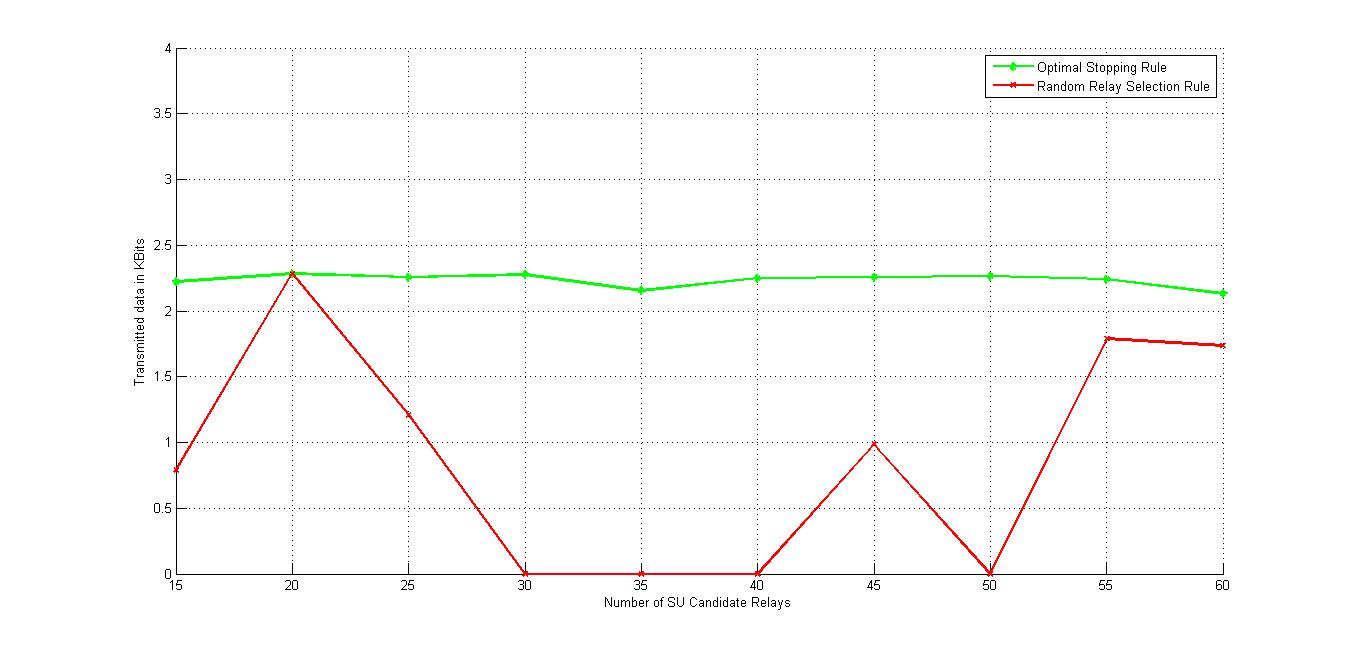 4
3.5
3
2.5
2
1.5
1
0.5
0
Transmitted data in KBits
Optimal Stopping Rule
Random Relay Selection Rule
15 20 25 30 35 40 45 50 55 60
Number of SU Candidate Relays